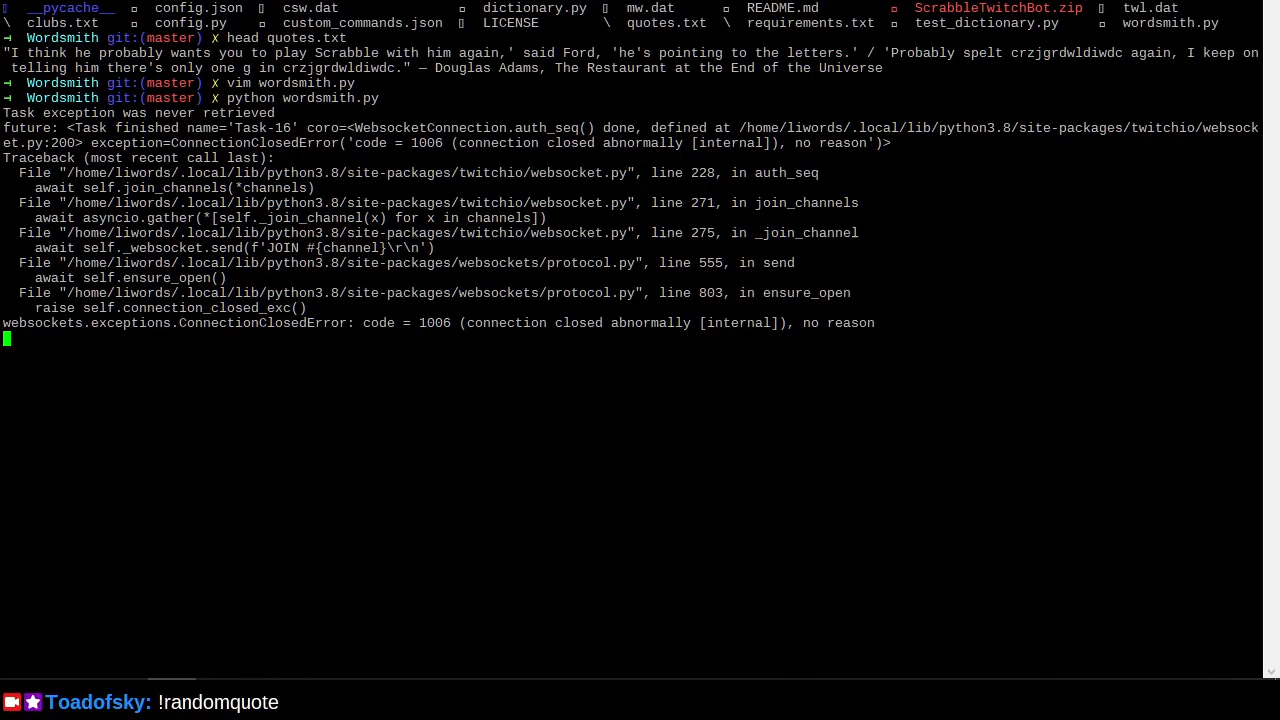 __pycache__ config.json csw.dat dictionary.py mw.dat README.md ScrabbleTwitchBot.zip twl.dat
clubs.txt config.py custom_commands.json LICENSE quotes.txt requirements.txt test_dictionary.py wordsmith.py
Wordsmith git:(master) ✗ head quotes.txt
"I think he probably wants you to play Scrabble with him again,' said Ford, 'he's pointing to the letters.' / 'Probably spelt crzjgrdwldiwdc again, I keep on
telling him there's only one g in crzjgrdwldiwdc." — Douglas Adams, The Restaurant at the End of the Universe
Wordsmith git:(master) ✗ vim wordsmith.py
Wordsmith git:(master) ✗ python wordsmith.py
Task exception was never retrieved
future: <Task finished name='Task-16' coro=<WebsocketConnection.auth_seq() done, defined at /home/liwords/.local/lib/python3.8/site-packages/twitchio/websock
et.py:200> exception=ConnectionClosedError('code = 1006 (connection closed abnormally [internal]), no reason')>
Traceback (most recent call last):
File "/home/liwords/.local/lib/python3.8/site-packages/twitchio/websocket.py", line 228, in auth_seq
await self.join_channels(*channels)
File "/home/liwords/.local/lib/python3.8/site-packages/twitchio/websocket.py", line 271, in join_channels
await asyncio.gather(*[self._join_channel(x) for x in channels])
File "/home/liwords/.local/lib/python3.8/site-packages/twitchio/websocket.py", line 275, in _join_channel
await self._websocket.send(f'JOIN #{channel}\r\n')
File "/home/liwords/.local/lib/python3.8/site-packages/websockets/protocol.py", line 555, in send
await self.ensure_open()
File "/home/liwords/.local/lib/python3.8/site-packages/websockets/protocol.py", line 803, in ensure_open
raise self.connection_closed_exc()
websockets.exceptions.ConnectionClosedError: code = 1006 (connection closed abnormally [internal]), no reason
Toadofsky: !randomquote